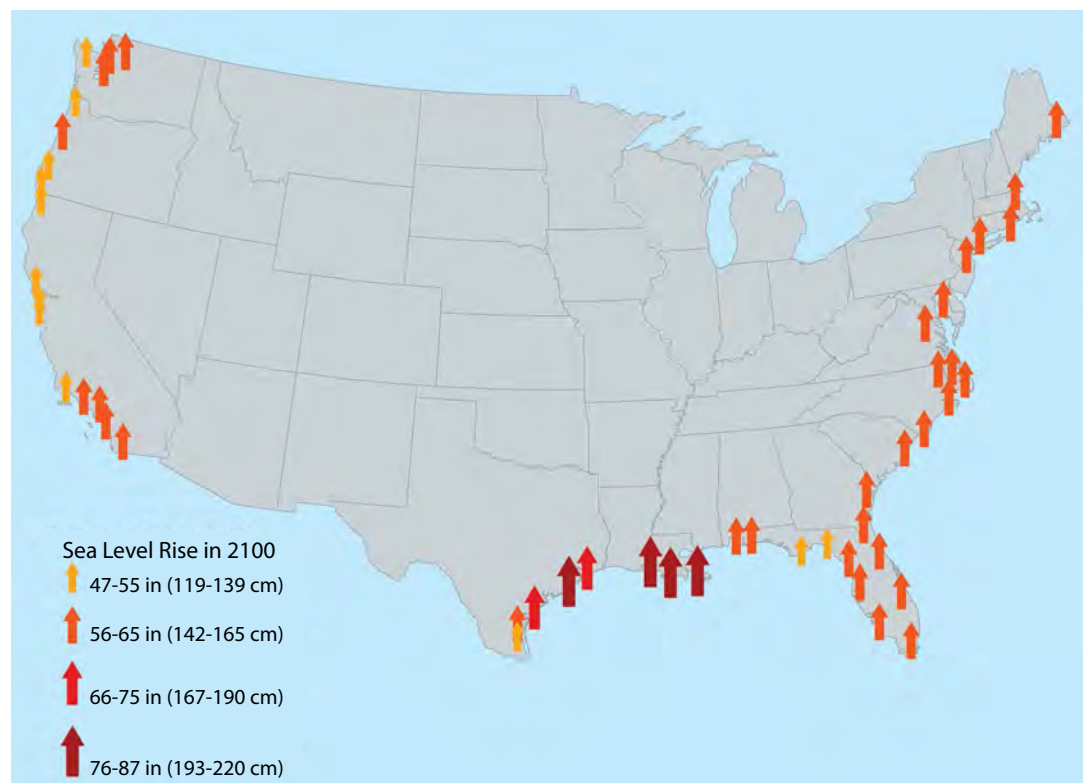 Sea Level Rise in 2100
47-55 in (119-139 cm)
56-65 in (142-165 cm)
66-75 in (167-190 cm)
76-87 in (193-220 cm)